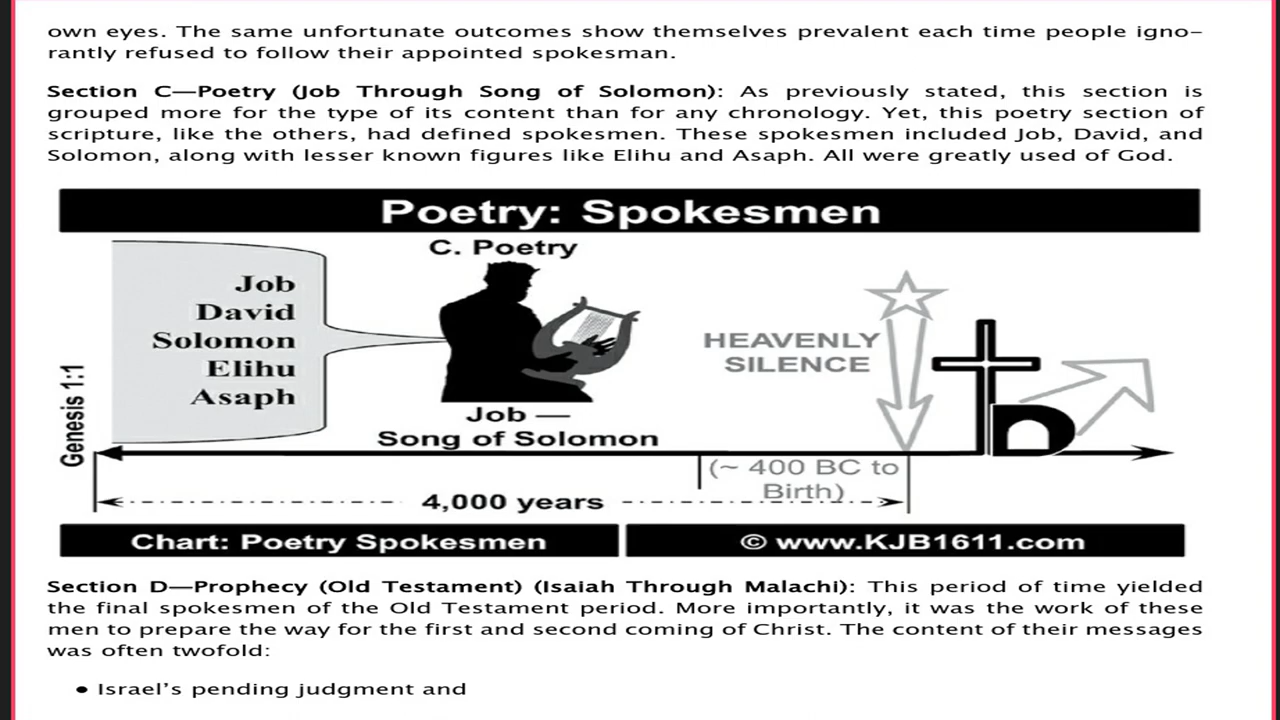 own eyes. The same unfortunate outcomes show themselves prevalent each time people igno–
rantly refused to follow their appointed spokesman.
Section C—Poetry (Job Through Song of Solomon): As previously stated, this section is
grouped more for the type of its content than for any chronology. Yet, this poetry section of
scripture, like the others, had defined spokesmen. These spokesmen included Job, David, and
Solomon, along with lesser known figures like Elihu and Asaph. All were greatly used of God.
Poetry: Spokesmen
C. Poetry
Job
David
Solomon
Elihu
Asaph
HEAVENLY
SILENCE
Genesis 1:1
Job —
Song of Solomon
(~ 400 BC to
Birth)
4,000 years
Chart: Poetry Spokesmen
© www.KJB1611.com
Section D—Prophecy (Old Testament) (Isaiah Through Malachi): This period of time yielded
the final spokesmen of the Old Testament period. More importantly, it was the work of these
men to prepare the way for the first and second coming of Christ. The content of their messages
was often twofold:
● Israel’s pending judgment and